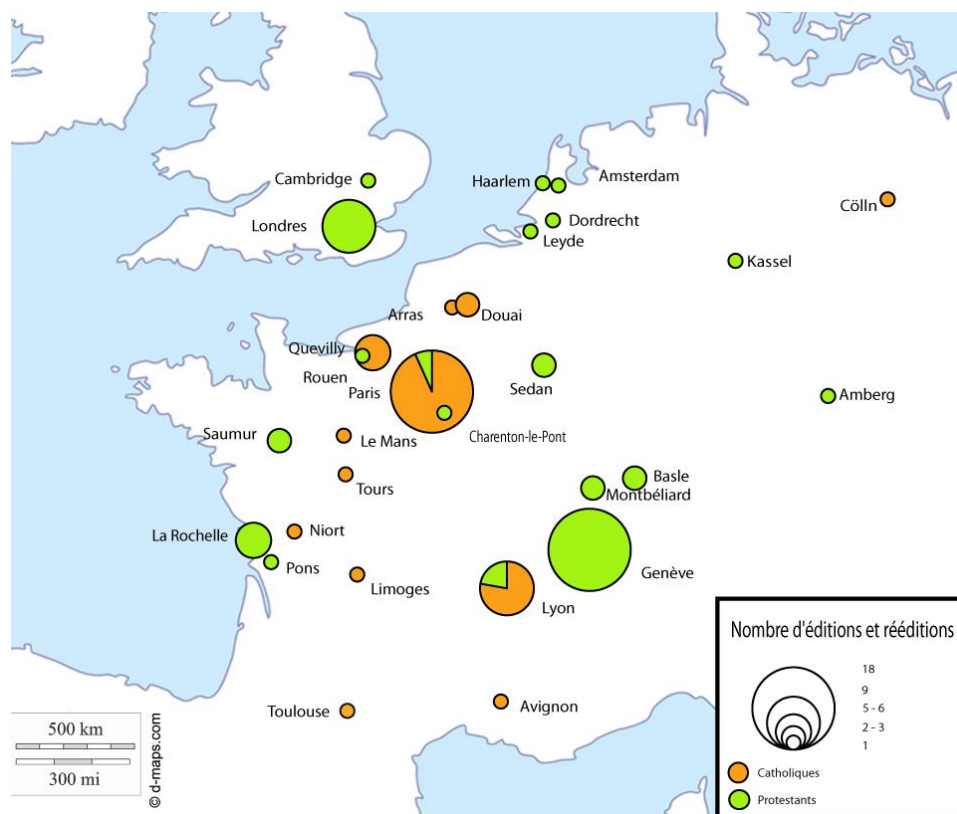 Cambridge
Londres
Haarlem
Amsterdam
Dordrecht
Leyde
Cölln
Kassel
Arras
Douai
Quevilly
Rouen
Paris
Sedan
Amberg
Charenton-le-Pont
Saumur
Le Mans
Tours
Basle
Montbéliard
La Rochelle
Niort
Pons
Limoges
Lyon
Genève
Toulouse
Avignon
500 km
300 mi
© d-maps.com
Nombre d'éditions et rééditions
18
9
5 - 6
2 - 3
1
Catholiques
Protestants